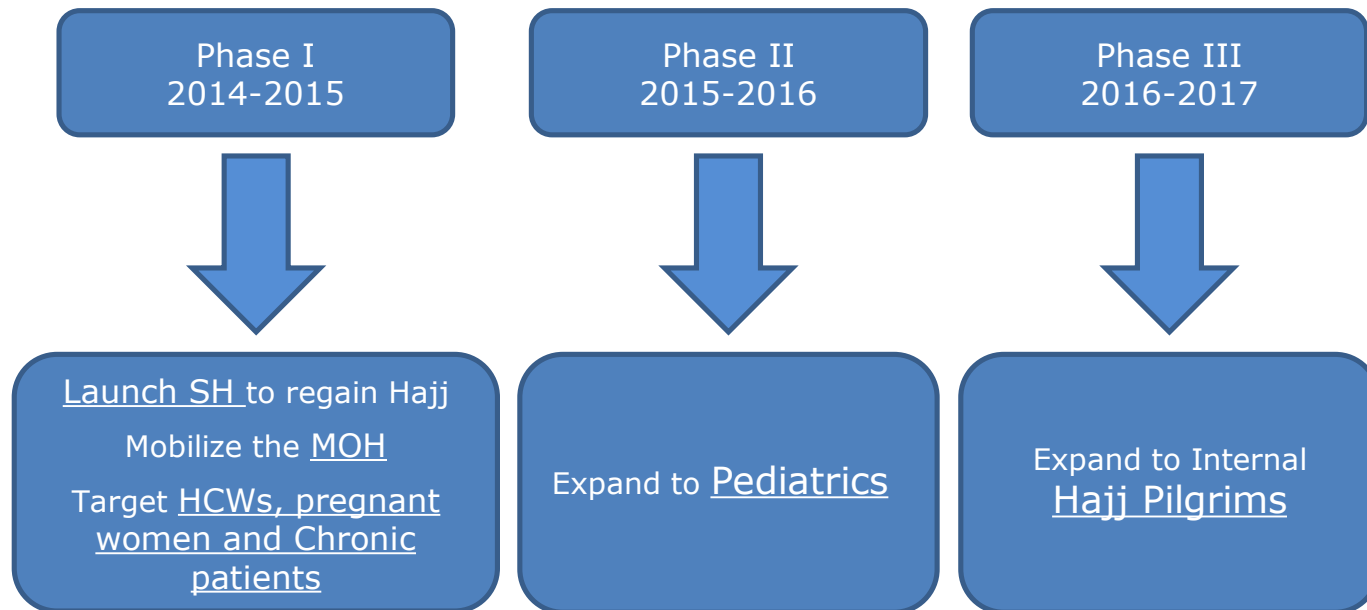 Phase I
2014-2015
Phase II
2015-2016
Phase III
2016-2017
Launch SH to regain Hajj
Mobilize the MOH
Target HCWs, pregnant
women and Chronic
patients
Expand to Pediatrics
Expand to Internal
Hajj Pilgrims